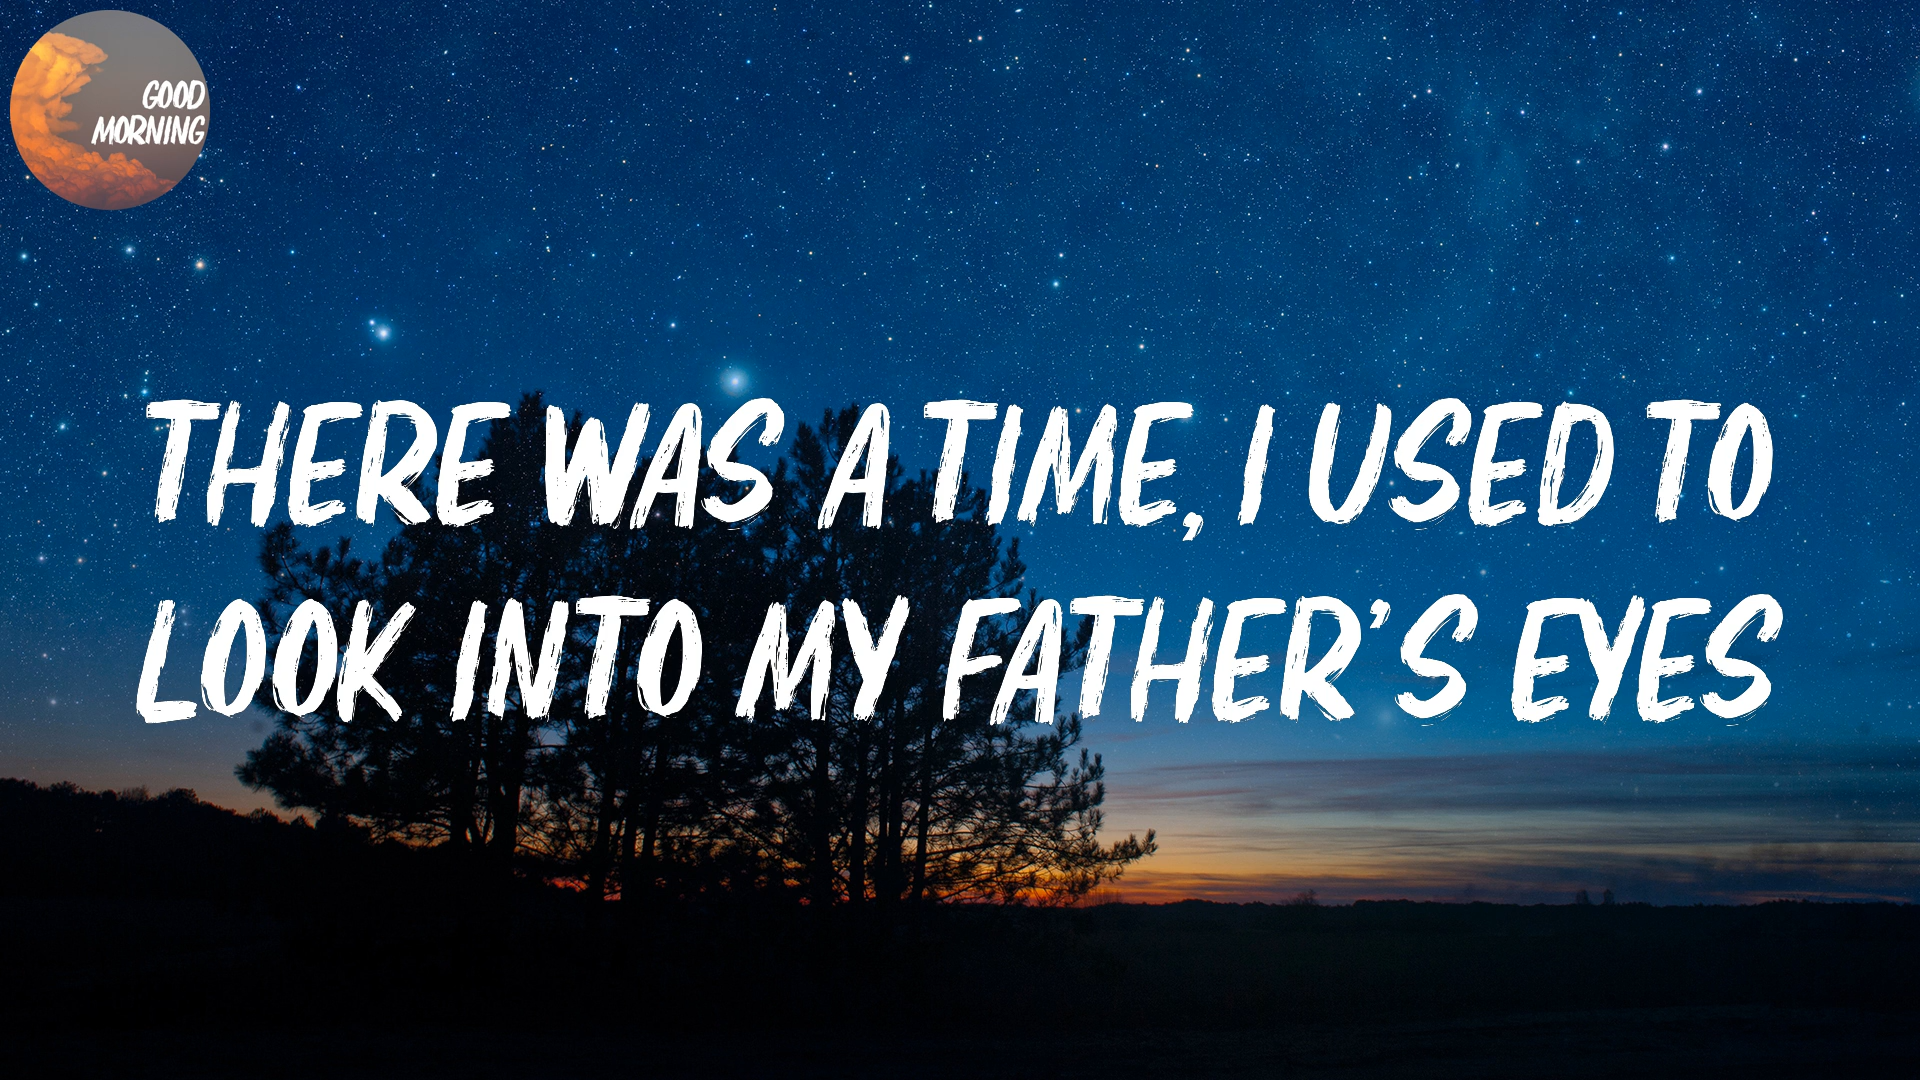 GOOD
MORNING
THERE WAS A TIME, I USED TO
LOOK INTO MY FATHER'S EYES